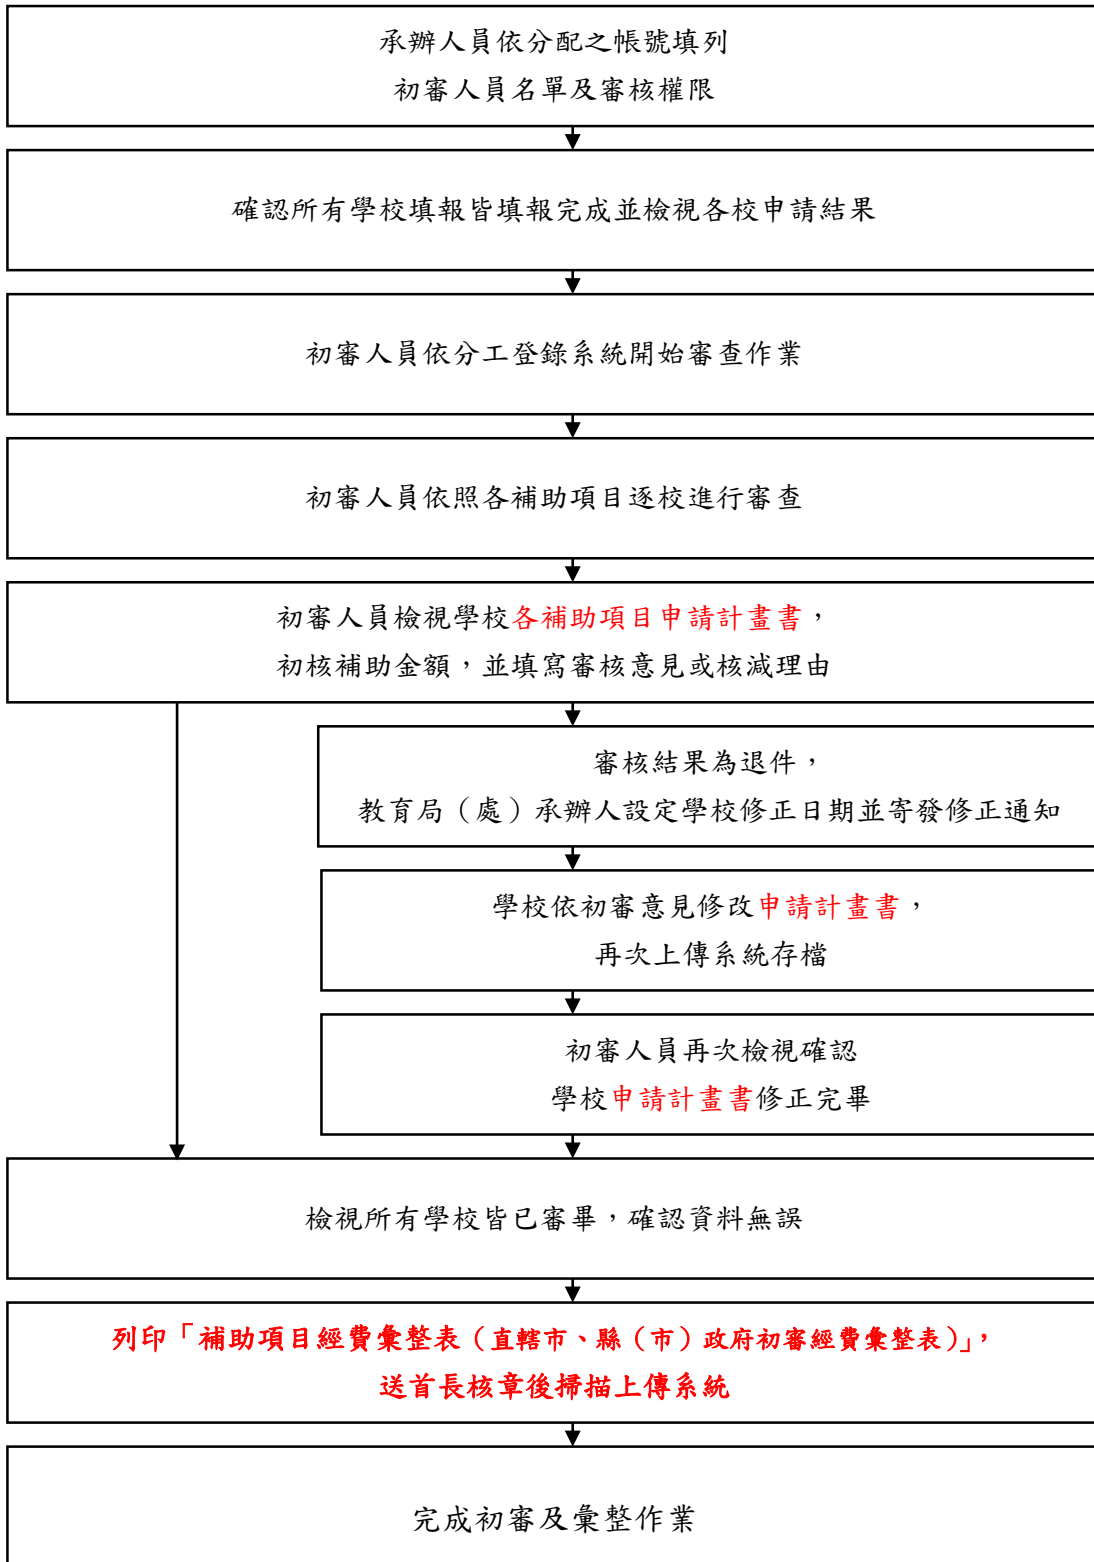 承辦人員依分配之帳號填列
初審人員名單及審核權限
確認所有學校填報皆填報完成並檢視各校申請結果
初審人員依分工登錄系統開始審查作業
初審人員依照各補助項目逐校進行審查
初審人員檢視學校各補助項目申請計畫書，
初核補助金額，並填寫審核意見或核減理由
審核結果為退件，
教育局（處）承辦人設定學校修正日期並寄發修正通知
學校依初審意見修改申請計畫書，
再次上傳系統存檔
初審人員再次檢視確認
學校申請計畫書修正完畢
檢視所有學校皆已審畢，確認資料無誤
列印「補助項目經費彙整表（直轄市、縣（市）政府初審經費彙整表）」，
送首長核章後掃描上傳系統
完成初審及彙整作業